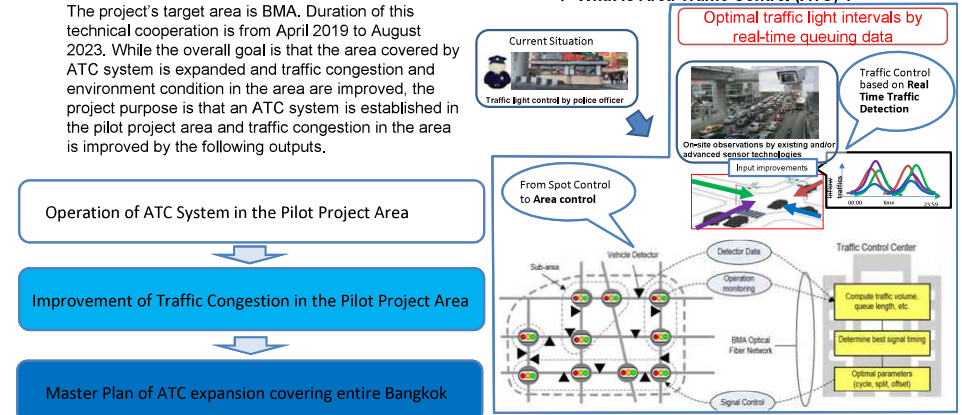 The project's target area is BMA. Duration of this
technical cooperation is from April 2019 to August
2023. While the overall goal is that the area covered by
ATC system is expanded and traffic congestion and
environment condition in the area are improved, the
project purpose is that an ATC system is established in
the pilot project area and traffic congestion in the area
is improved by the following outputs.
Operation of ATC System in the Pilot Project Area
Improvement of Traffic Congestion in the Pilot Project Area
Master Plan of ATC expansion covering entire Bangkok
Optimal traffic light intervals by
real-time queuing data
Current Situation
Traffic light control by police officer
Traffic Control
based on Real
Time Traffic
Detection
On-site observations by existing and/or
advanced sensor technologies
Input improvements
Inflow
traffics
00:00 time 23:59
From Spot Control
to Area control
Sub-area
Vehicle Detector
Detector Data
Operation
monitoring
BMA Optical
Fiber Network
Signal Control
Traffic Control Center
Compute traffic volume,
queue length, etc.
Determine best signal timing
Optimal parameters
(cycle, split, offset)